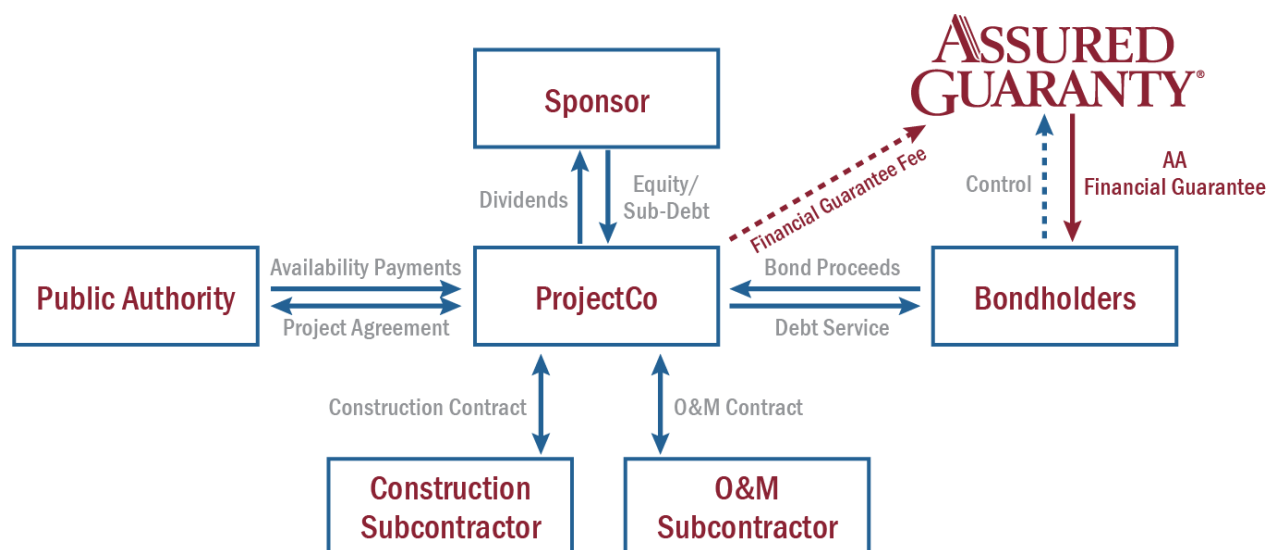 ASSURED
GUARANTY®
Sponsor
Financial Guarantee Fee
AA
Financial Guarantee
Control
Dividends
Equity/
Sub-Debt
Public Authority
Availability Payments
Project Agreement
ProjectCo
Bond Proceeds
Debt Service
Bondholders
Construction Contract
O&M Contract
Construction
Subcontractor
O&M
Subcontractor